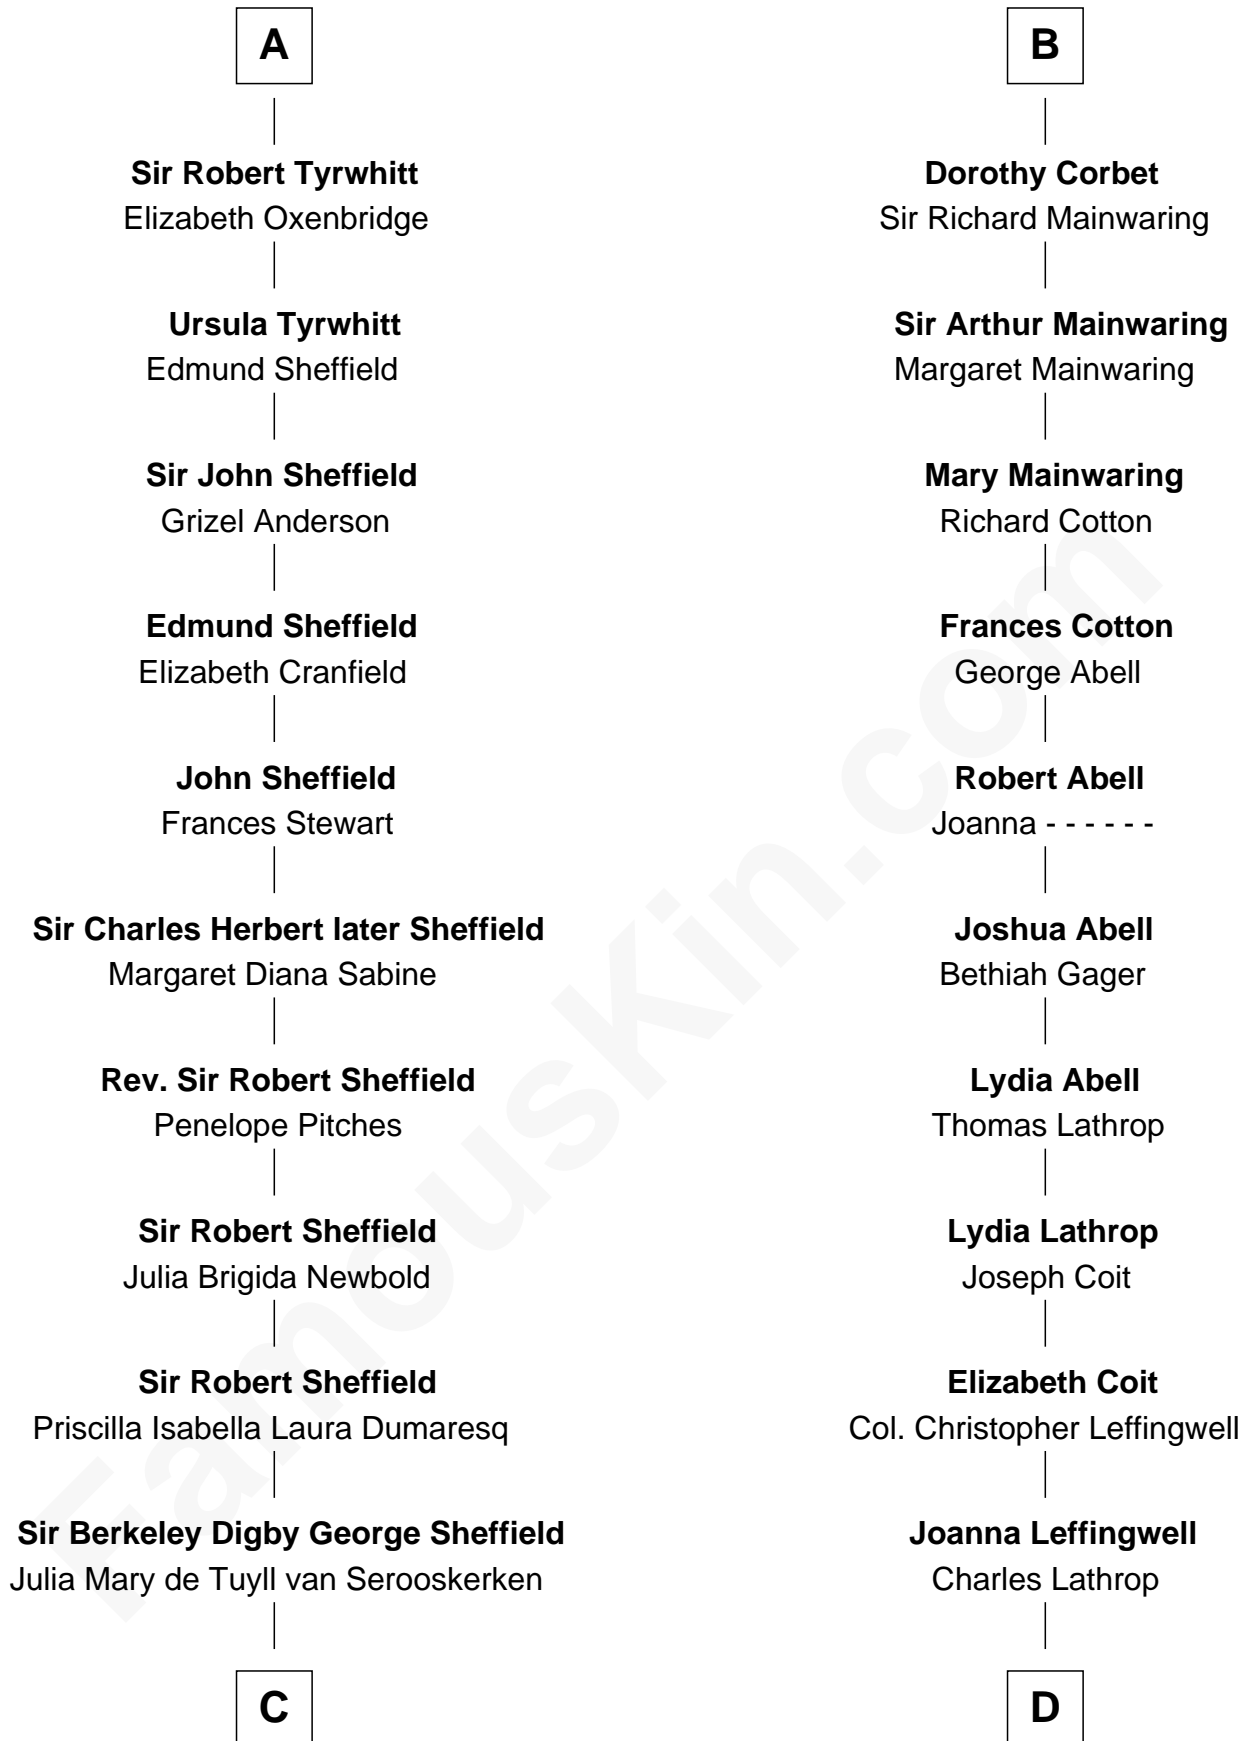 A
Sir Robert Tyrwhitt
Elizabeth Oxenbridge
Ursula Tyrwhitt
Edmund Sheffield
Sir John Sheffield
Grizel Anderson
Edmund Sheffield
Elizabeth Cranfield
John Sheffield
Frances Stewart
Sir Charles Herbert later Sheffield
Margaret Diana Sabine
Rev. Sir Robert Sheffield
Penelope Pitches
Sir Robert Sheffield
Julia Brigida Newbold
Sir Robert Sheffield
Priscilla Isabella Laura Dumaresq
Sir Berkeley Digby George Sheffield
Julia Mary de Tuyll van Serooskerken
C
B
Dorothy Corbet
Sir Richard Mainwaring
Sir Arthur Mainwaring
Margaret Mainwaring
Mary Mainwaring
Richard Cotton
Frances Cotton
George Abell
Robert Abell
Joanna - - - - - -
Joshua Abell
Bethiah Gager
Lydia Abell
Thomas Lathrop
Lydia Lathrop
Joseph Coit
Elizabeth Coit
Col. Christopher Leffingwell
Joanna Leffingwell
Charles Lathrop
D
FamousKin.com